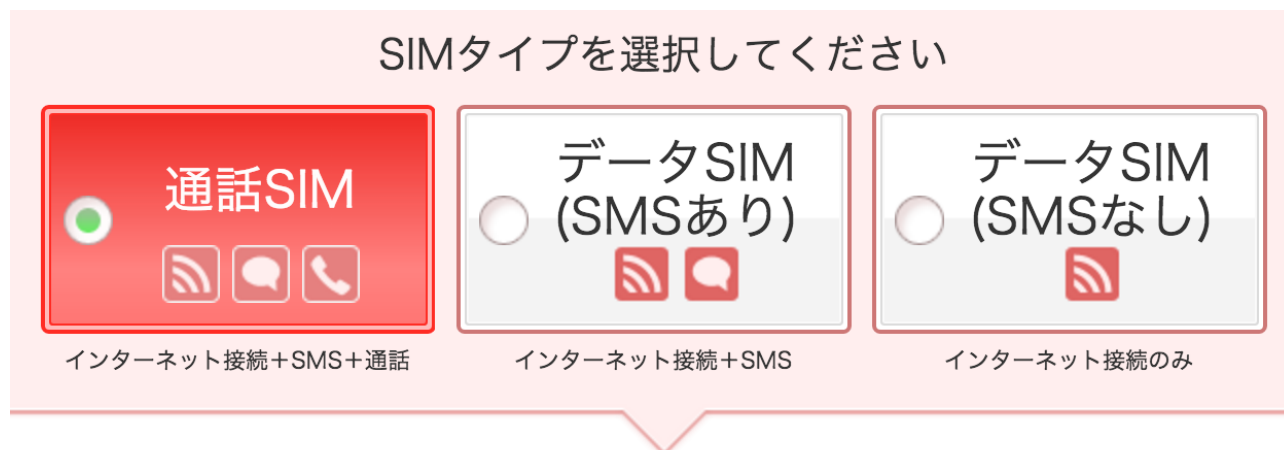 SIMタイプを選択してください
通話SIM
インターネット接続＋SMS＋通話
データSIM
(SMSあり)
インターネット接続＋SMS
データSIM
(SMSなし)
インターネット接続のみ